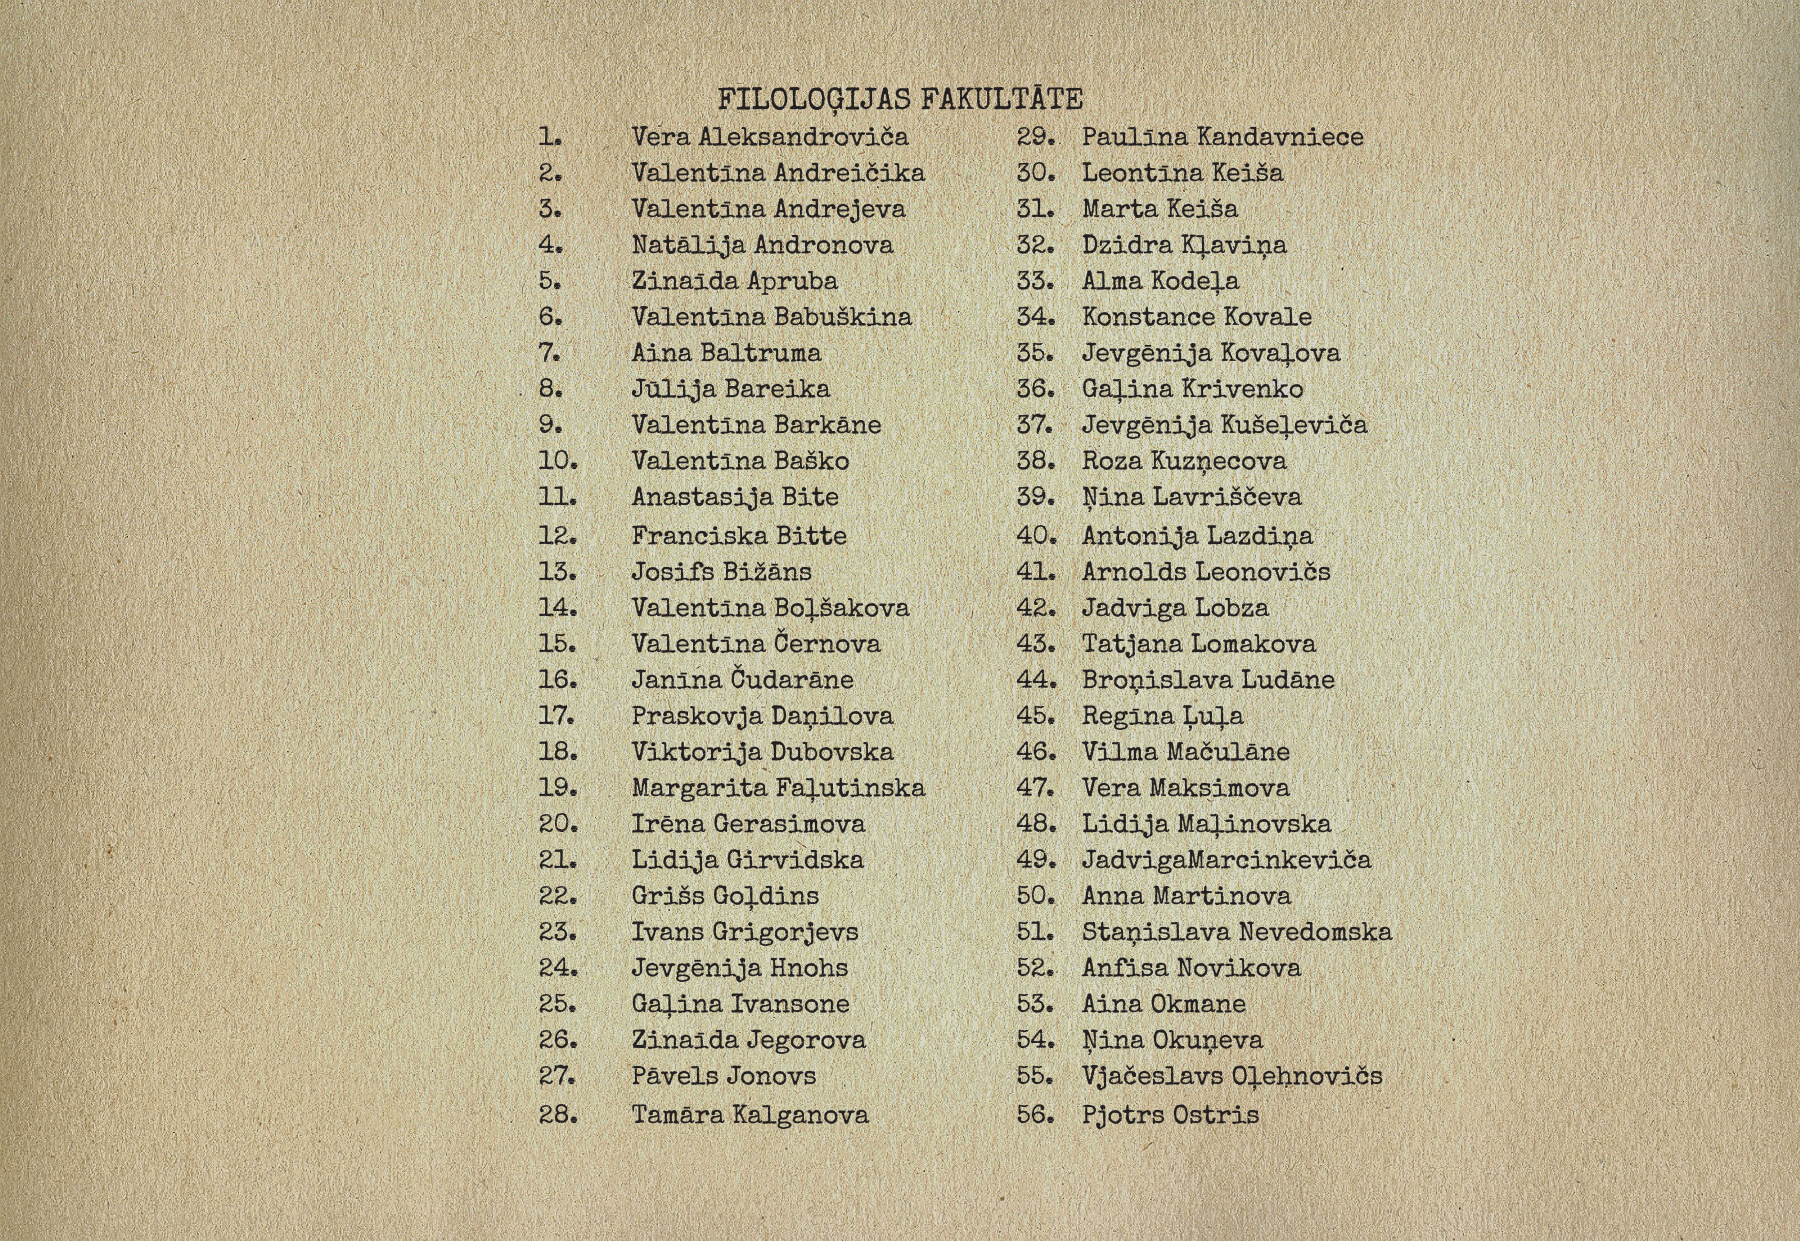 FILOLOĢIJAS FAKULTĀTE
1. Vera Aleksandroviča
2. Valentīna Andreičika
3. Valentīna Andrejeva
4. Natālija Andronova
5. Zinaīda Apruba
6. Valentīna Babuškina
7. Aina Baltruma
8. Jūlija Bareika
9. Valentīna Barkāne
10. Valentīna Baško
11. Anastasija Bite
12. Franciska Bitte
13. Josifs Bižāns
14. Valentīna Boļšakova
15. Valentīna Černova
16. Janīna Čudarāne
17. Praskovja Daņilova
18. Viktorija Dubovska
19. Margarita Faļutinska
20. Irēna Gerasimova
21. Lidija Girvidska
22. Grišs Goļdins
23. Ivans Grigorjevs
24. Jevgēnija Hnohs
25. Gaļina Ivansone
26. Zinaīda Jegorova
27. Pāvels Jonovs
28. Tamāra Kalganova
29. Paulīna Kandavniece
30. Leontīna Keiša
31. Marta Keiša
32. Dzidra Kļaviņa
33. Alma Kodeļa
34. Konstance Kovale
35. Jevgēnija Kovaļova
36. Gaļina Krivenko
37. Jevgēnija Kušeļeviča
38. Roza Kuzņecova
39. Ņina Lavriščeva
40. Antonija Lazdiņa
41. Arnolds Leonovičs
42. Jadviga Lobza
43. Tatjana Lomakova
44. Broņislava Ludāne
45. Regīna Ļuļa
46. Vilma Mačulāne
47. Vera Maksimova
48. Lidija Maļinovska
49. JadvigaMarcinkeviča
50. Anna Martinova
51. Staņislava Nevedomska
52. Anfisa Novikova
53. Aina Okmane
54. Ņina Okuņeva
55. Vjačeslavs Oļehnovičs
56. Pjotrs Ostris